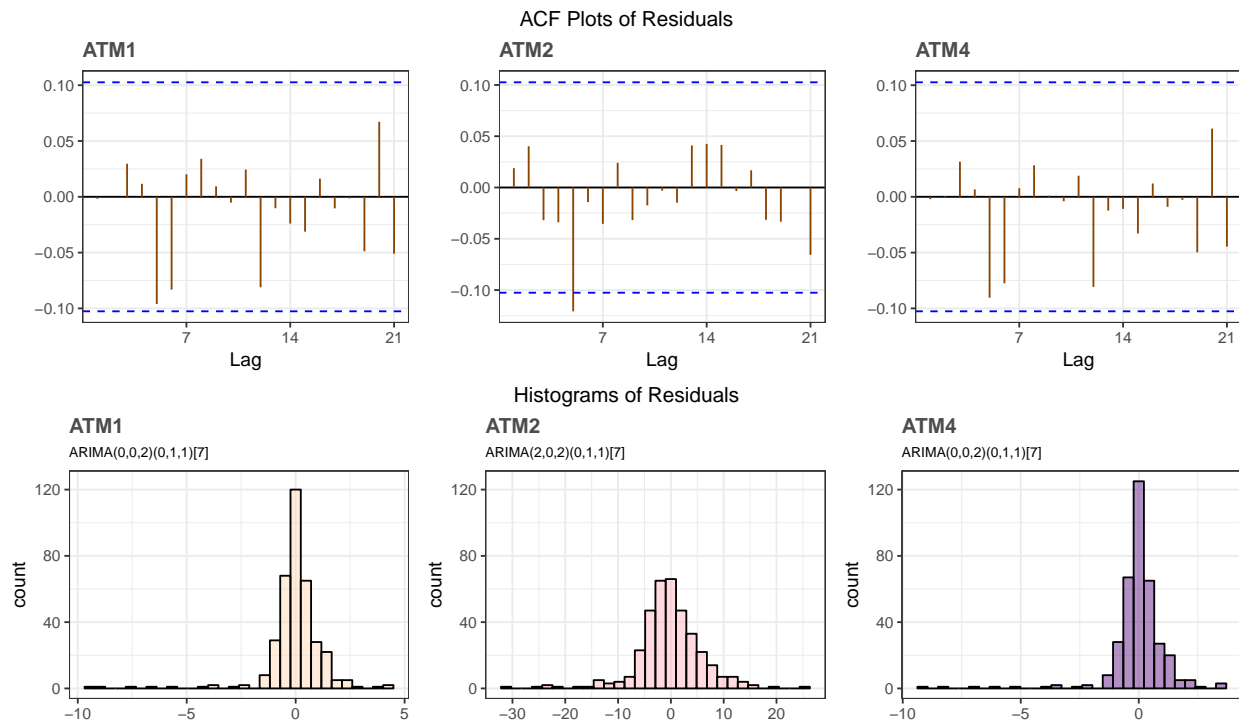 ACF Plots of Residuals
ATM1 ATM2 ATM4
0.10 0.10 0.10
0.05 0.05 0.05
0.00 0.00 0.00
−0.05 −0.05 −0.05
−0.10 −0.10 −0.10
7 14 21 7 14 21 7 14 21
Lag Lag Lag
Histograms of Residuals
ATM1 ATM2 ATM4
ARIMA(0,0,2)(0,1,1)[7] ARIMA(2,0,2)(0,1,1)[7] ARIMA(0,0,2)(0,1,1)[7]
120 120 120
80 80 80
count count count
40 40 40
0 0 0
−10 −5 0 5 −30 −20 −10 0 10 20 −10 −5 0